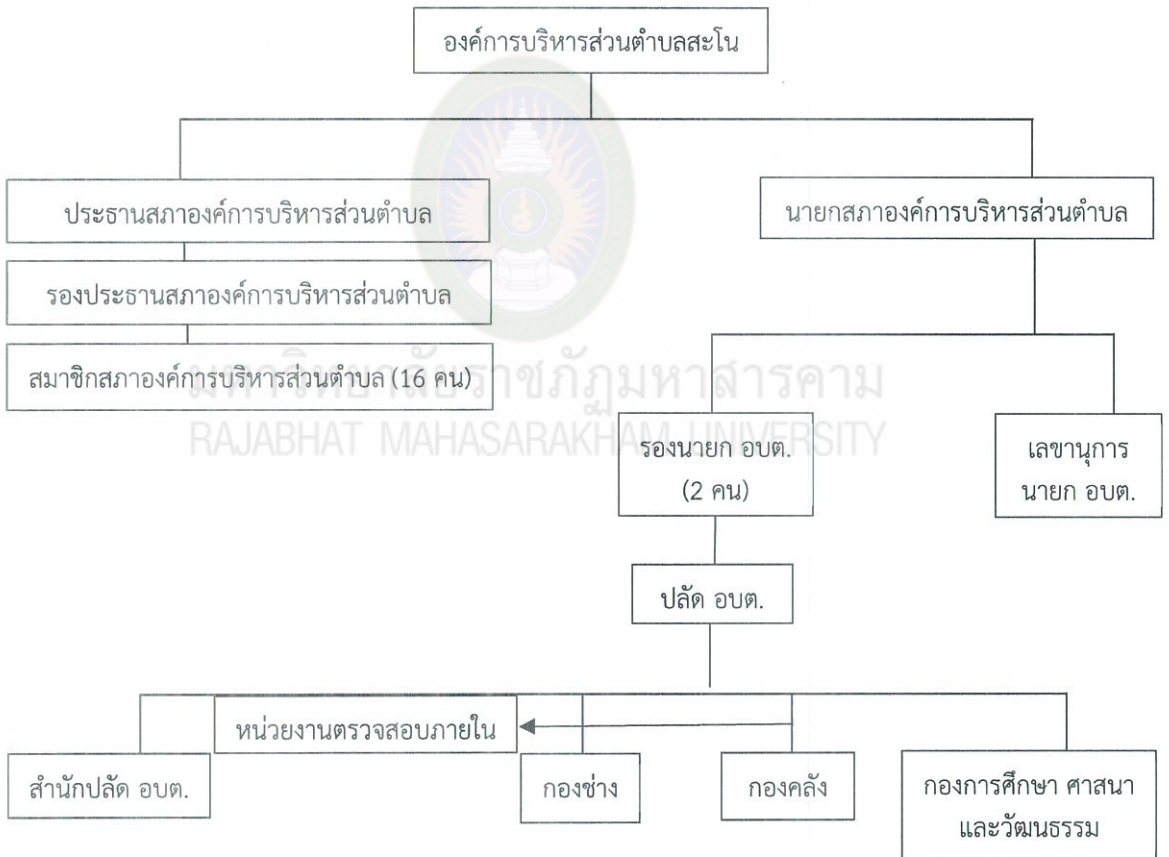 องค์การบริหารส่วนตำบลสะโน
ประธานสภาองค์การบริหารส่วนตำบล
นายกสภาองค์การบริหารส่วนตำบล
รองประธานสภาองค์การบริหารส่วนตำบล
สมาชิกสภาองค์การบริหารส่วนตำบล (16 คน)
มหาวิทยาลัยราชภัฏมหาสารคาม
RAJABHAT MAHASARAKHAM UNIVERSITY
รองนายก อบต.
(2 คน)
เลขานุการ
นายก อบต.
ปลัด อบต.
หน่วยงานตรวจสอบภายใน
สำนักปลัด อบต.
กองช่าง
กองคลัง
กองการศึกษา ศาสนา
และวัฒนธรรม